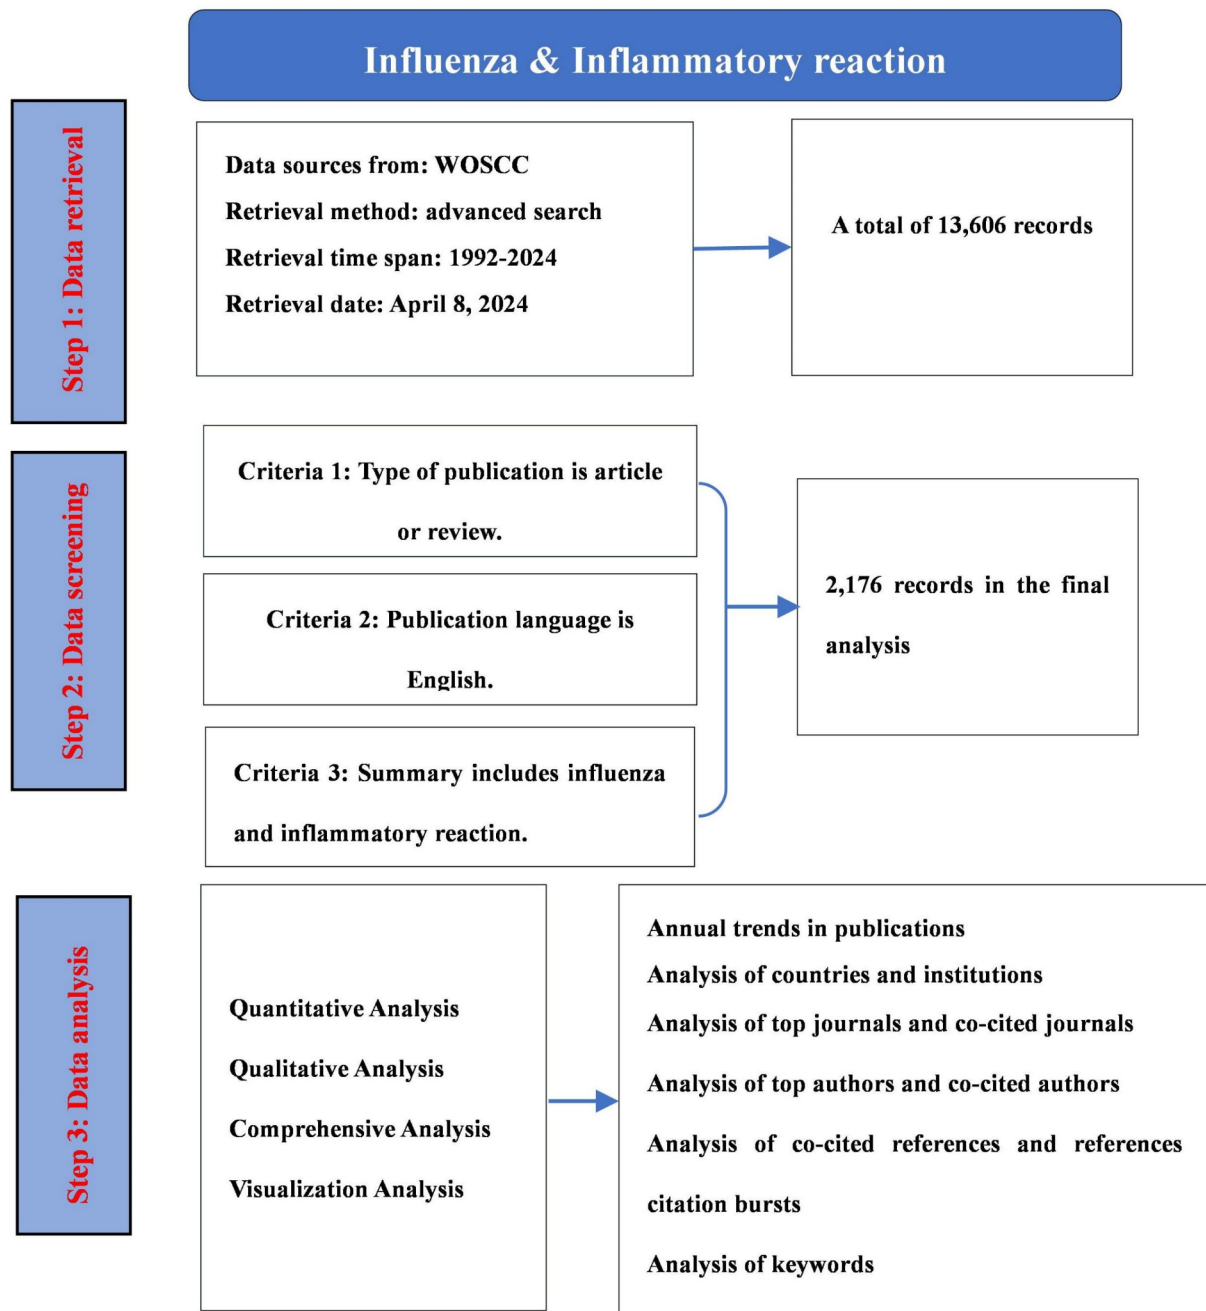 Influenza & Inflammatory reaction
Step 1: Data retrieval
Data sources from: WOSCC
Retrieval method: advanced search
Retrieval time span: 1992-2024
Retrieval date: April 8, 2024
A total of 13,606 records
Step 2: Data screening
Criteria 1: Type of publication is article
or review.
Criteria 2: Publication language is
English.
Criteria 3: Summary includes influenza
and inflammatory reaction.
2,176 records in the final
analysis
Step 3: Data analysis
Quantitative Analysis
Qualitative Analysis
Comprehensive Analysis
Visualization Analysis
Annual trends in publications
Analysis of countries and institutions
Analysis of top journals and co-cited journals
Analysis of top authors and co-cited authors
Analysis of co-cited references and references
citation bursts
Analysis of keywords